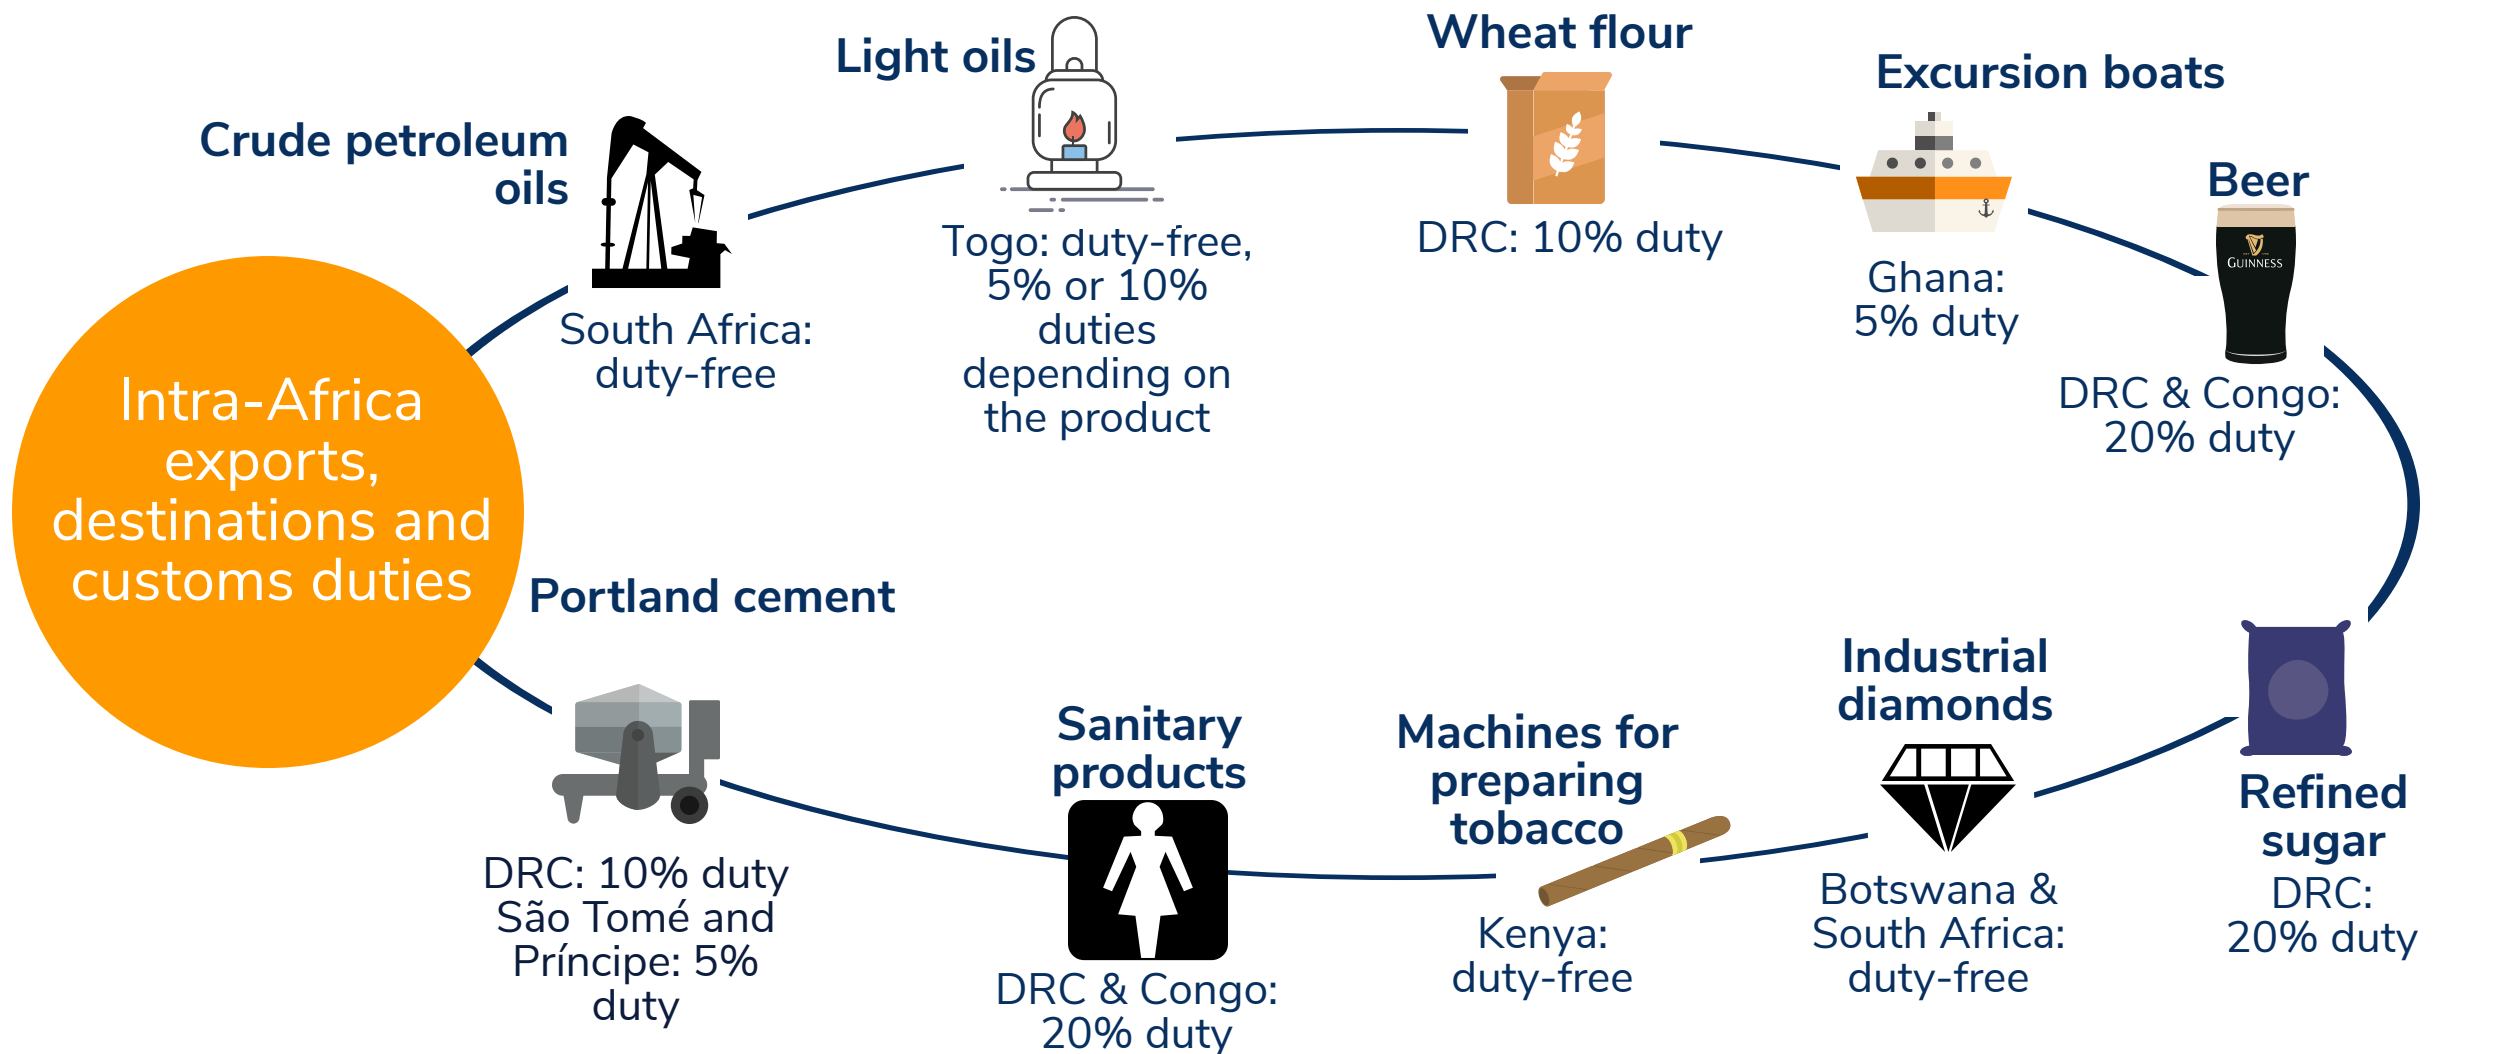 Intra-Africa
exports,
destinations and
customs duties
Crude petroleum
oils
South Africa:
duty-free
Light oils
Togo: duty-free,
5% or 10%
duties
depending on
the product
Wheat flour
DRC: 10% duty
Excursion boats
Ghana:
5% duty
Beer
GUINNESS
DRC & Congo:
20% duty
Refined
sugar
DRC:
20% duty
Industrial
diamonds
Botswana &
South Africa:
duty-free
Machines for
preparing
tobacco
Kenya:
duty-free
Sanitary
products
DRC & Congo:
20% duty
Portland cement
DRC: 10% duty
São Tomé and
Príncipe: 5%
duty